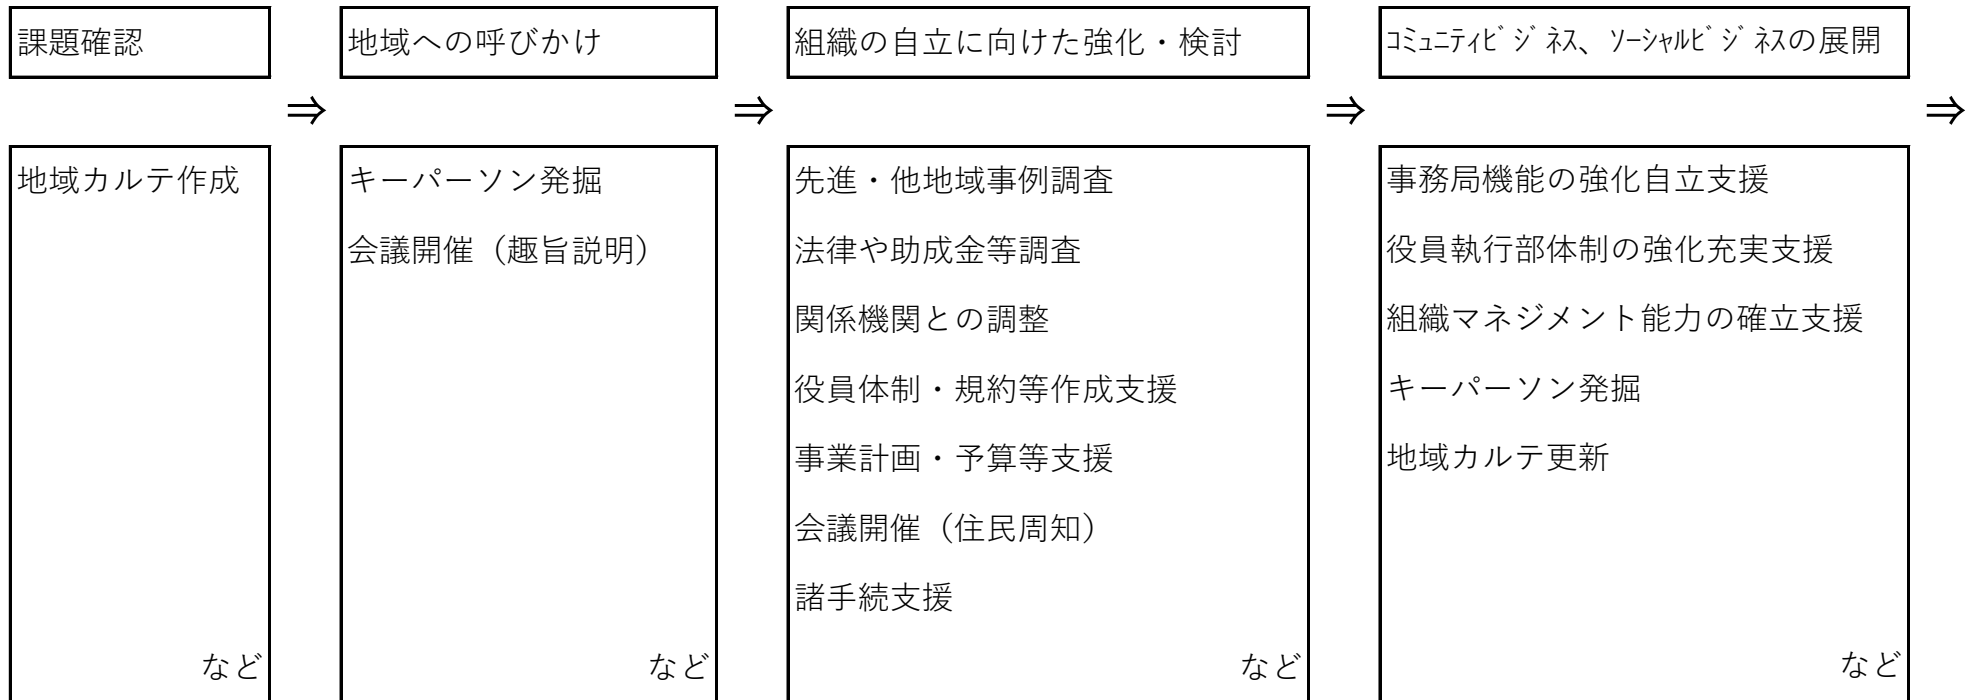 課題確認
地域への呼びかけ
組織の自立に向けた強化・検討
ｺﾐｭﾆﾃｨﾋﾞｼﾞﾈｽ、ｿｰｼｬﾙﾋﾞｼﾞﾈｽの展開
⇒
⇒
⇒
⇒
地域カルテ作成
など
キーパーソン発掘
会議開催（趣旨説明）
など
先進・他地域事例調査
法律や助成金等調査
関係機関との調整
役員体制・規約等作成支援
事業計画・予算等支援
会議開催（住民周知）
諸手続支援
など
事務局機能の強化自立支援
役員執行部体制の強化充実支援
組織マネジメント能力の確立支援
キーパーソン発掘
地域カルテ更新
など